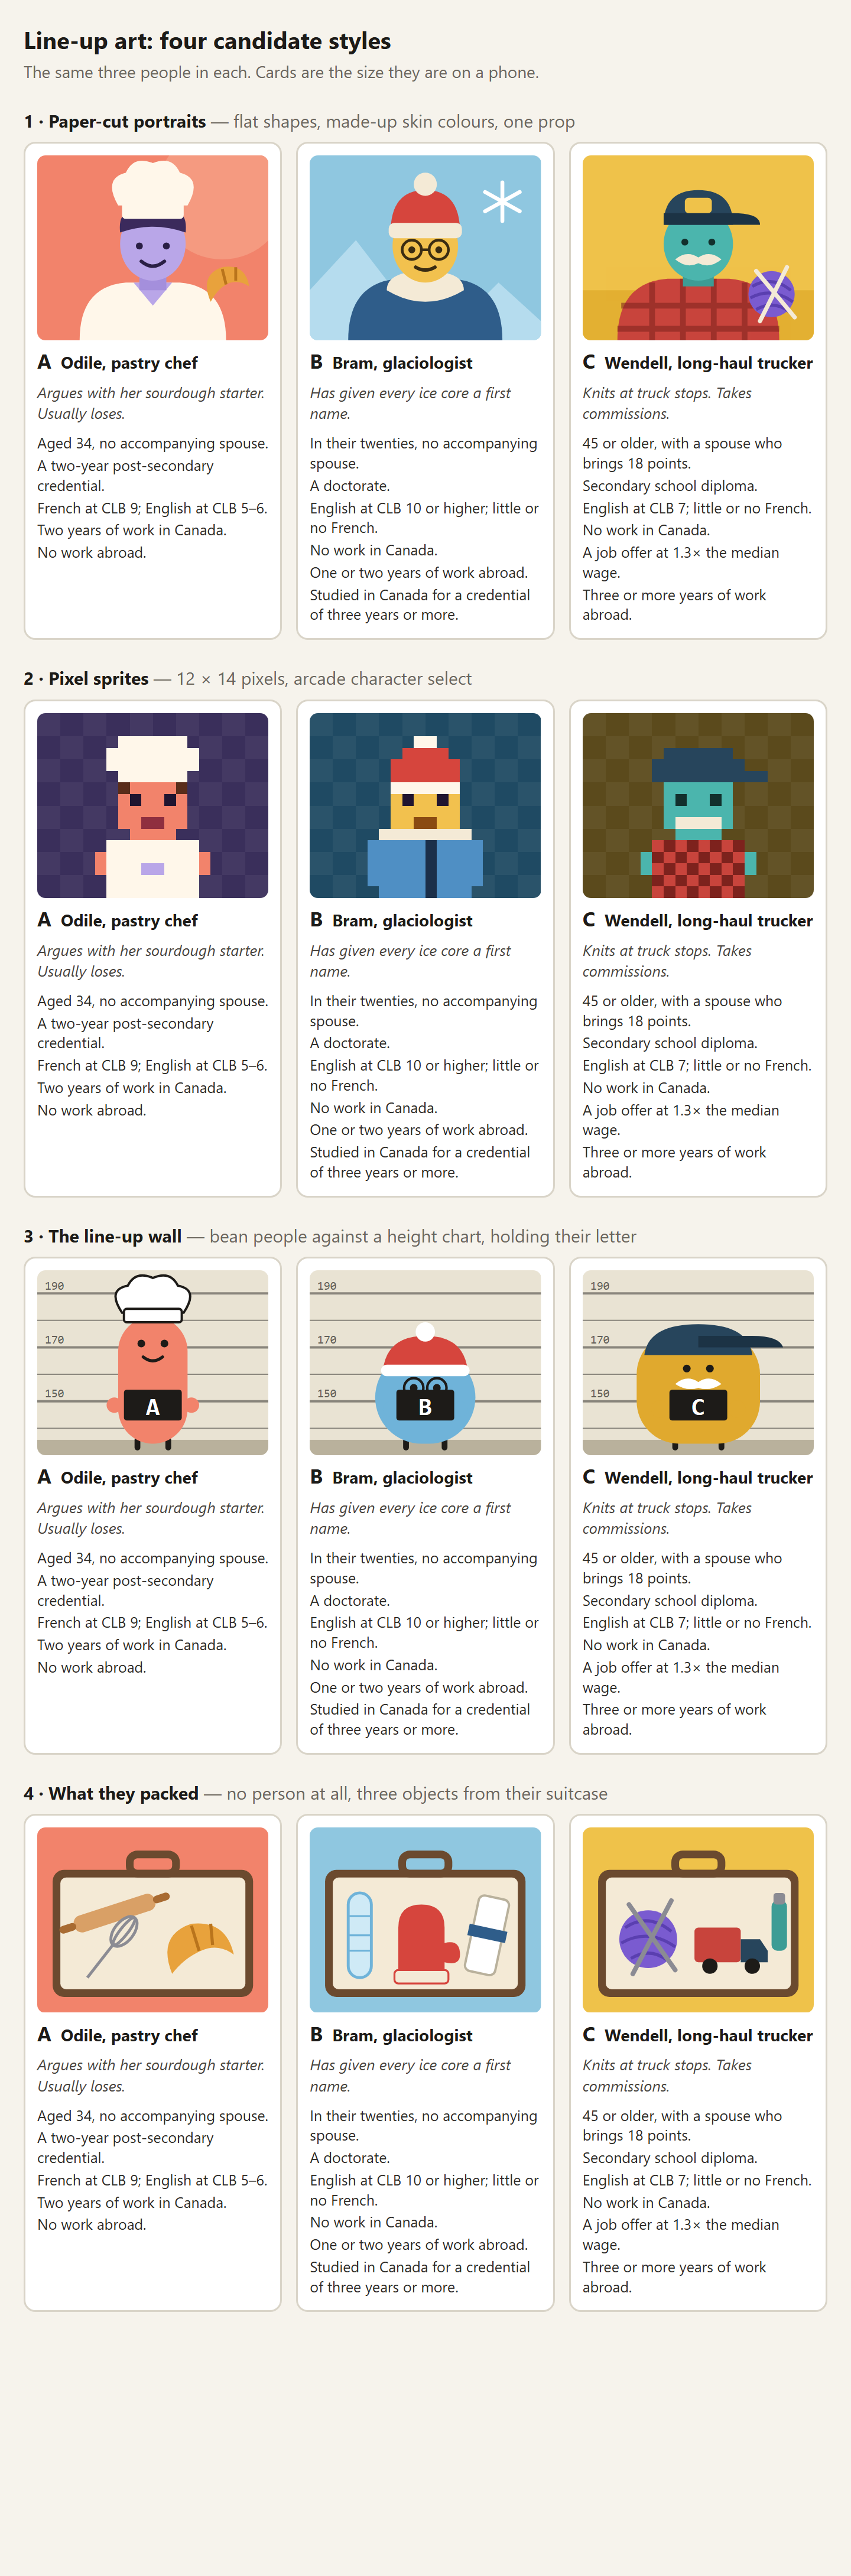 Line-up art: four candidate styles
The same three people in each. Cards are the size they are on a phone.
1 · Paper-cut portraits — flat shapes, made-up skin colours, one prop
A Odile, pastry chef
Argues with her sourdough starter.
Usually loses.
Aged 34, no accompanying spouse.
A two-year post-secondary
credential.
French at CLB 9; English at CLB 5–6.
Two years of work in Canada.
No work abroad.
B Bram, glaciologist
Has given every ice core a first
name.
In their twenties, no accompanying
spouse.
A doctorate.
English at CLB 10 or higher; little or
no French.
No work in Canada.
One or two years of work abroad.
Studied in Canada for a credential
of three years or more.
C Wendell, long-haul trucker
Knits at truck stops. Takes
commissions.
45 or older, with a spouse who
brings 18 points.
Secondary school diploma.
English at CLB 7; little or no French.
No work in Canada.
A job offer at 1.3× the median
wage.
Three or more years of work
abroad.
2 · Pixel sprites — 12 × 14 pixels, arcade character select
A Odile, pastry chef
Argues with her sourdough starter.
Usually loses.
Aged 34, no accompanying spouse.
A two-year post-secondary
credential.
French at CLB 9; English at CLB 5–6.
Two years of work in Canada.
No work abroad.
B Bram, glaciologist
Has given every ice core a first
name.
In their twenties, no accompanying
spouse.
A doctorate.
English at CLB 10 or higher; little or
no French.
No work in Canada.
One or two years of work abroad.
Studied in Canada for a credential
of three years or more.
C Wendell, long-haul trucker
Knits at truck stops. Takes
commissions.
45 or older, with a spouse who
brings 18 points.
Secondary school diploma.
English at CLB 7; little or no French.
No work in Canada.
A job offer at 1.3× the median
wage.
Three or more years of work
abroad.
3 · The line-up wall — bean people against a height chart, holding their letter
190
170
150
A
A Odile, pastry chef
Argues with her sourdough starter.
Usually loses.
Aged 34, no accompanying spouse.
A two-year post-secondary
credential.
French at CLB 9; English at CLB 5–6.
Two years of work in Canada.
No work abroad.
190
170
150
B
B Bram, glaciologist
Has given every ice core a first
name.
In their twenties, no accompanying
spouse.
A doctorate.
English at CLB 10 or higher; little or
no French.
No work in Canada.
One or two years of work abroad.
Studied in Canada for a credential
of three years or more.
190
170
150
C
C Wendell, long-haul trucker
Knits at truck stops. Takes
commissions.
45 or older, with a spouse who
brings 18 points.
Secondary school diploma.
English at CLB 7; little or no French.
No work in Canada.
A job offer at 1.3× the median
wage.
Three or more years of work
abroad.
4 · What they packed — no person at all, three objects from their suitcase
A Odile, pastry chef
Argues with her sourdough starter.
Usually loses.
Aged 34, no accompanying spouse.
A two-year post-secondary
credential.
French at CLB 9; English at CLB 5–6.
Two years of work in Canada.
No work abroad.
B Bram, glaciologist
Has given every ice core a first
name.
In their twenties, no accompanying
spouse.
A doctorate.
English at CLB 10 or higher; little or
no French.
No work in Canada.
One or two years of work abroad.
Studied in Canada for a credential
of three years or more.
C Wendell, long-haul trucker
Knits at truck stops. Takes
commissions.
45 or older, with a spouse who
brings 18 points.
Secondary school diploma.
English at CLB 7; little or no French.
No work in Canada.
A job offer at 1.3× the median
wage.
Three or more years of work
abroad.